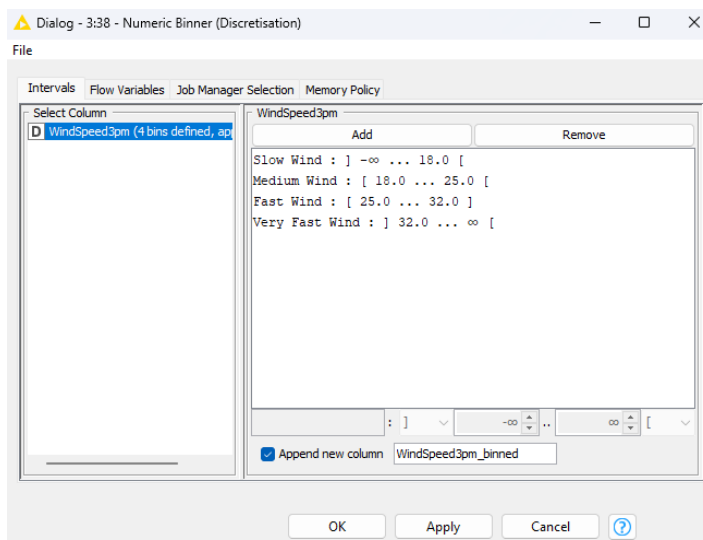 Dialog - 3:38 - Numeric Binner (Discretisation)
File
Intervals Flow Variables Job Manager Selection Memory Policy
Select Column
D WindSpeed3pm (4 bins defined, ap
WindSpeed3pm
Add Remove
Slow Wind : ] -∞ ... 18.0 [
Medium Wind : [ 18.0 ... 25.0 [
Fast Wind : [ 25.0 ... 32.0 ]
Very Fast Wind : ] 32.0 ... ∞ [
: ] -∞ .. ∞ [
Append new column WindSpeed3pm_binned
OK Apply Cancel ?